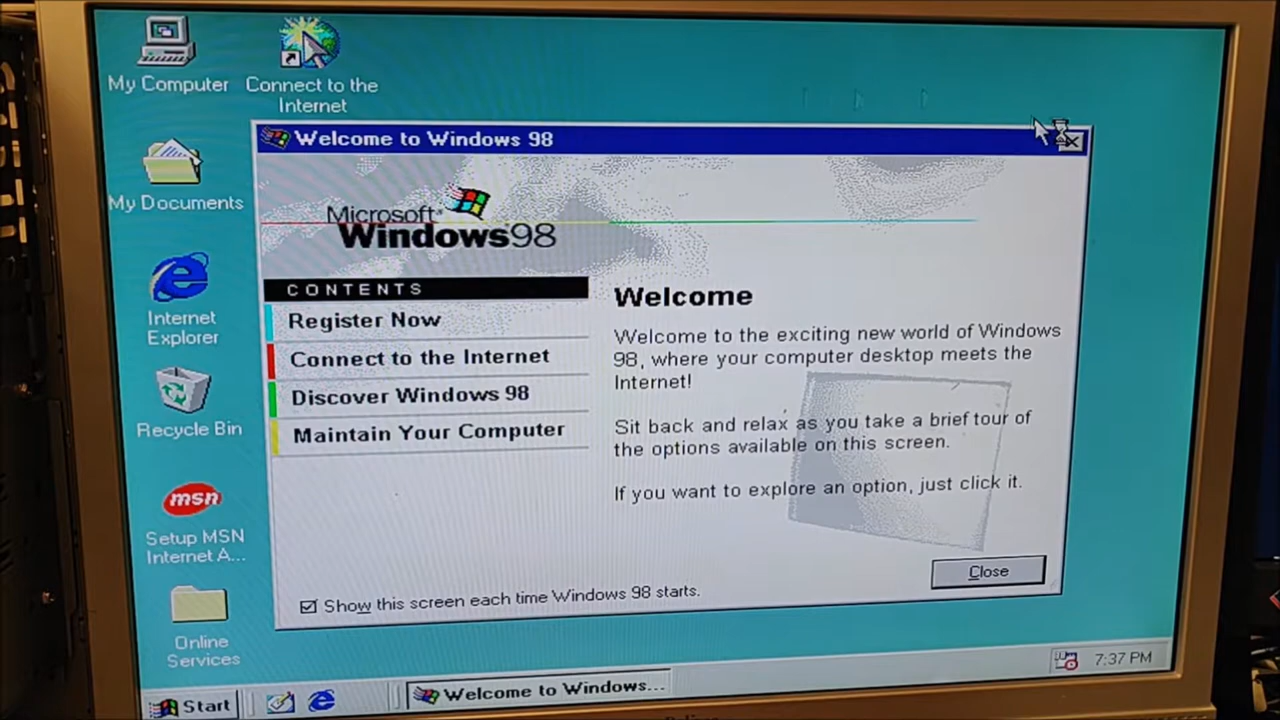 My Computer
Connect to the
Internet
My Documents
Internet
Explorer
Recycle Bin
msn
Setup MSN
Internet A...
Online
Services
Welcome to Windows 98
Microsoft
Windows 98
CONTENTS
Register Now
Connect to the Internet
Discover Windows 98
Maintain Your Computer
Welcome
Welcome to the exciting new world of Windows
98, where your computer desktop meets the
Internet!
Sit back and relax as you take a brief tour of
the options available on this screen.
If you want to explore an option, just click it.
Show this screen each time Windows 98 starts.
Close
Start
Welcome to Windows...
7:37 PM